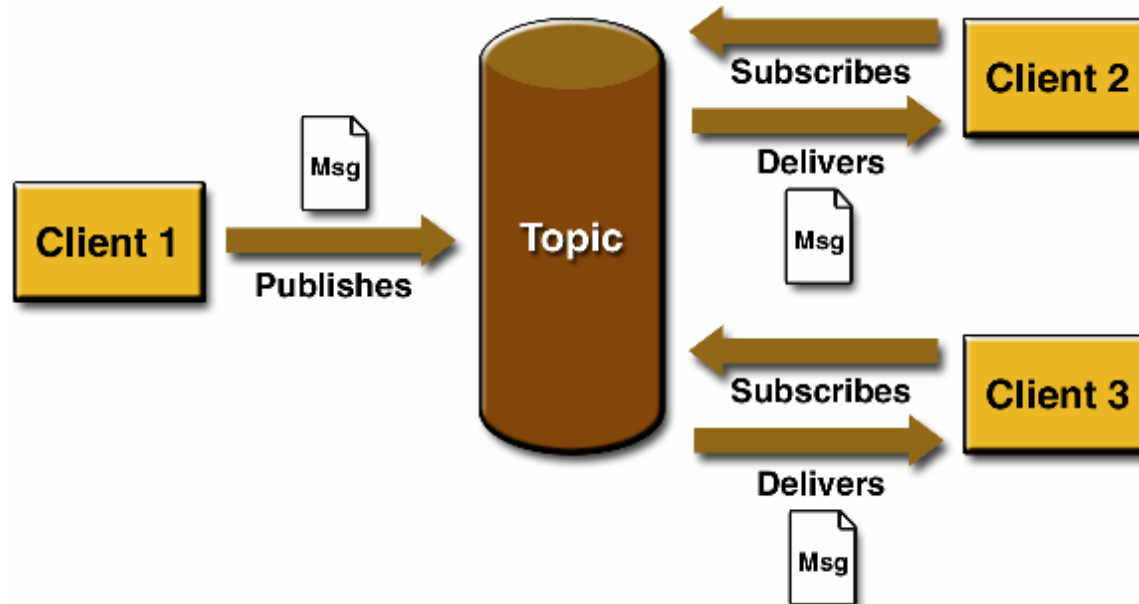 Client 1
Msg
Publishes
Topic
Subscribes
Client 2
Delivers
Msg
Subscribes
Client 3
Delivers
Msg